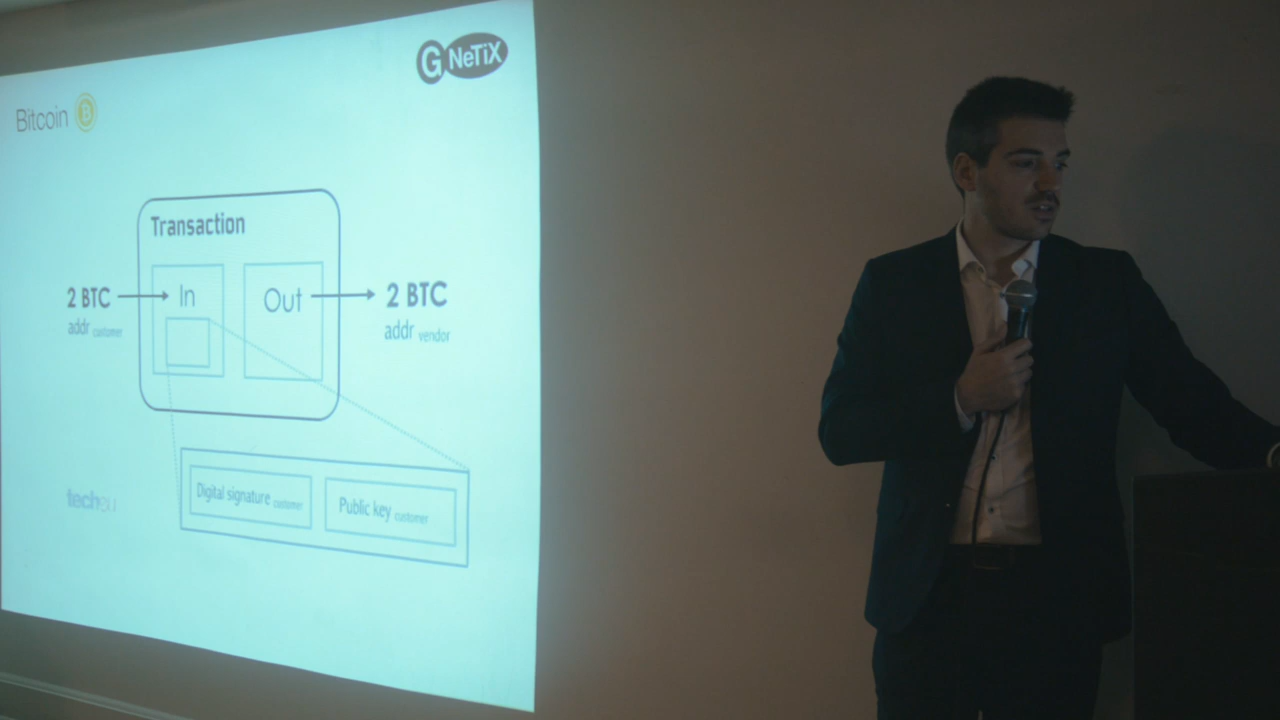 G NeTiX
Bitcoin
Transaction
2 BTC
addr customer
In
Out
2 BTC
addr vendor
Digital signature customer
Public key customer
tech.eu